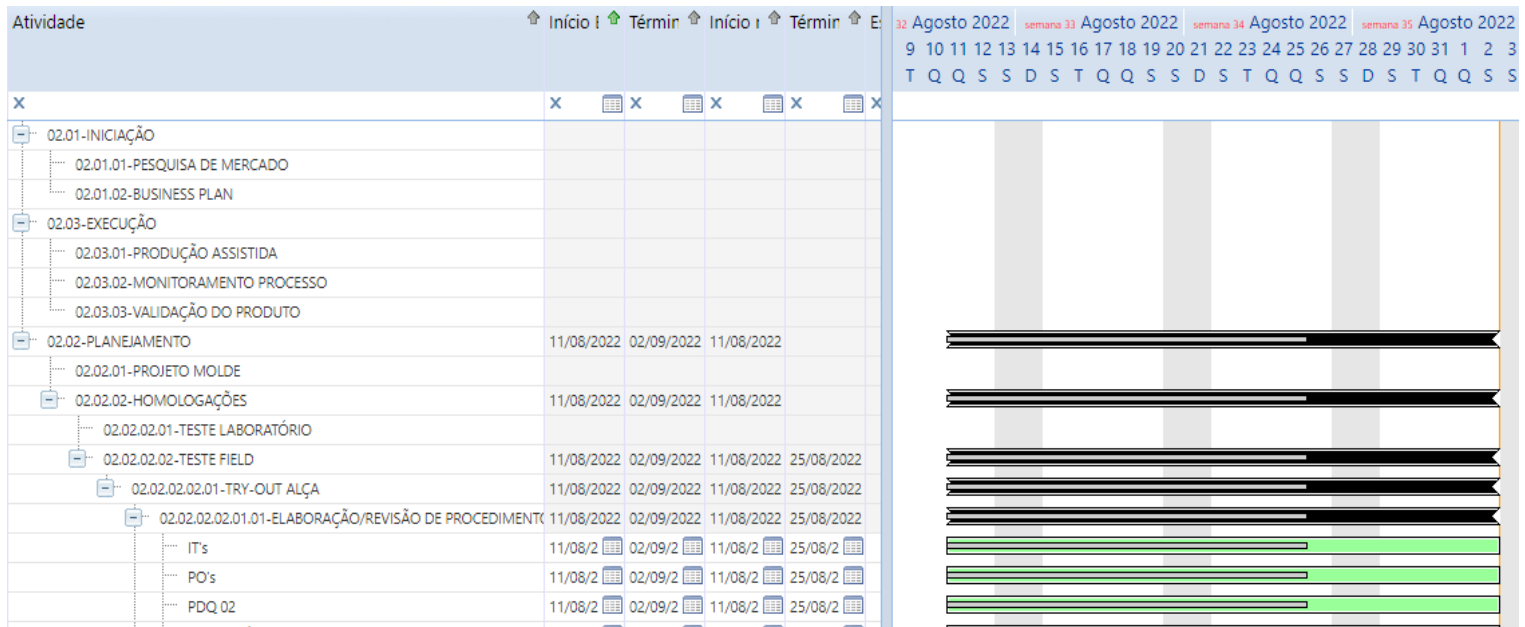 Atividade Início E Términ Início r Términ E 32 Agosto 2022 semana 33 Agosto 2022 semana 34 Agosto 2022 semana 35 Agosto 2022
9 10 11 12 13 14 15 16 17 18 19 20 21 22 23 24 25 26 27 28 29 30 31 1 2 3
T Q Q S S D S T Q Q S S D S T Q Q S S D S T Q Q S S
X X X X X X
02.01-INICIAÇÃO
02.01.01-PESQUISA DE MERCADO
02.01.02-BUSINESS PLAN
02.03-EXECUÇÃO
02.03.01-PRODUÇÃO ASSISTIDA
02.03.02-MONITORAMENTO PROCESSO
02.03.03-VALIDAÇÃO DO PRODUTO
02.02-PLANEJAMENTO 11/08/2022 02/09/2022 11/08/2022
02.02.01-PROJETO MOLDE
02.02.02-HOMOLOGAÇÕES 11/08/2022 02/09/2022 11/08/2022
02.02.02.01-TESTE LABORATÓRIO
02.02.02.02-TESTE FIELD 11/08/2022 02/09/2022 11/08/2022 25/08/2022
02.02.02.02.01-TRY-OUT ALÇA 11/08/2022 02/09/2022 11/08/2022 25/08/2022
02.02.02.02.01.01-ELABORAÇÃO/REVISÃO DE PROCEDIMENT 11/08/2022 02/09/2022 11/08/2022 25/08/2022
IT's 11/08/2 02/09/2 11/08/2 25/08/2
PO's 11/08/2 02/09/2 11/08/2 25/08/2
PDQ 02 11/08/2 02/09/2 11/08/2 25/08/2